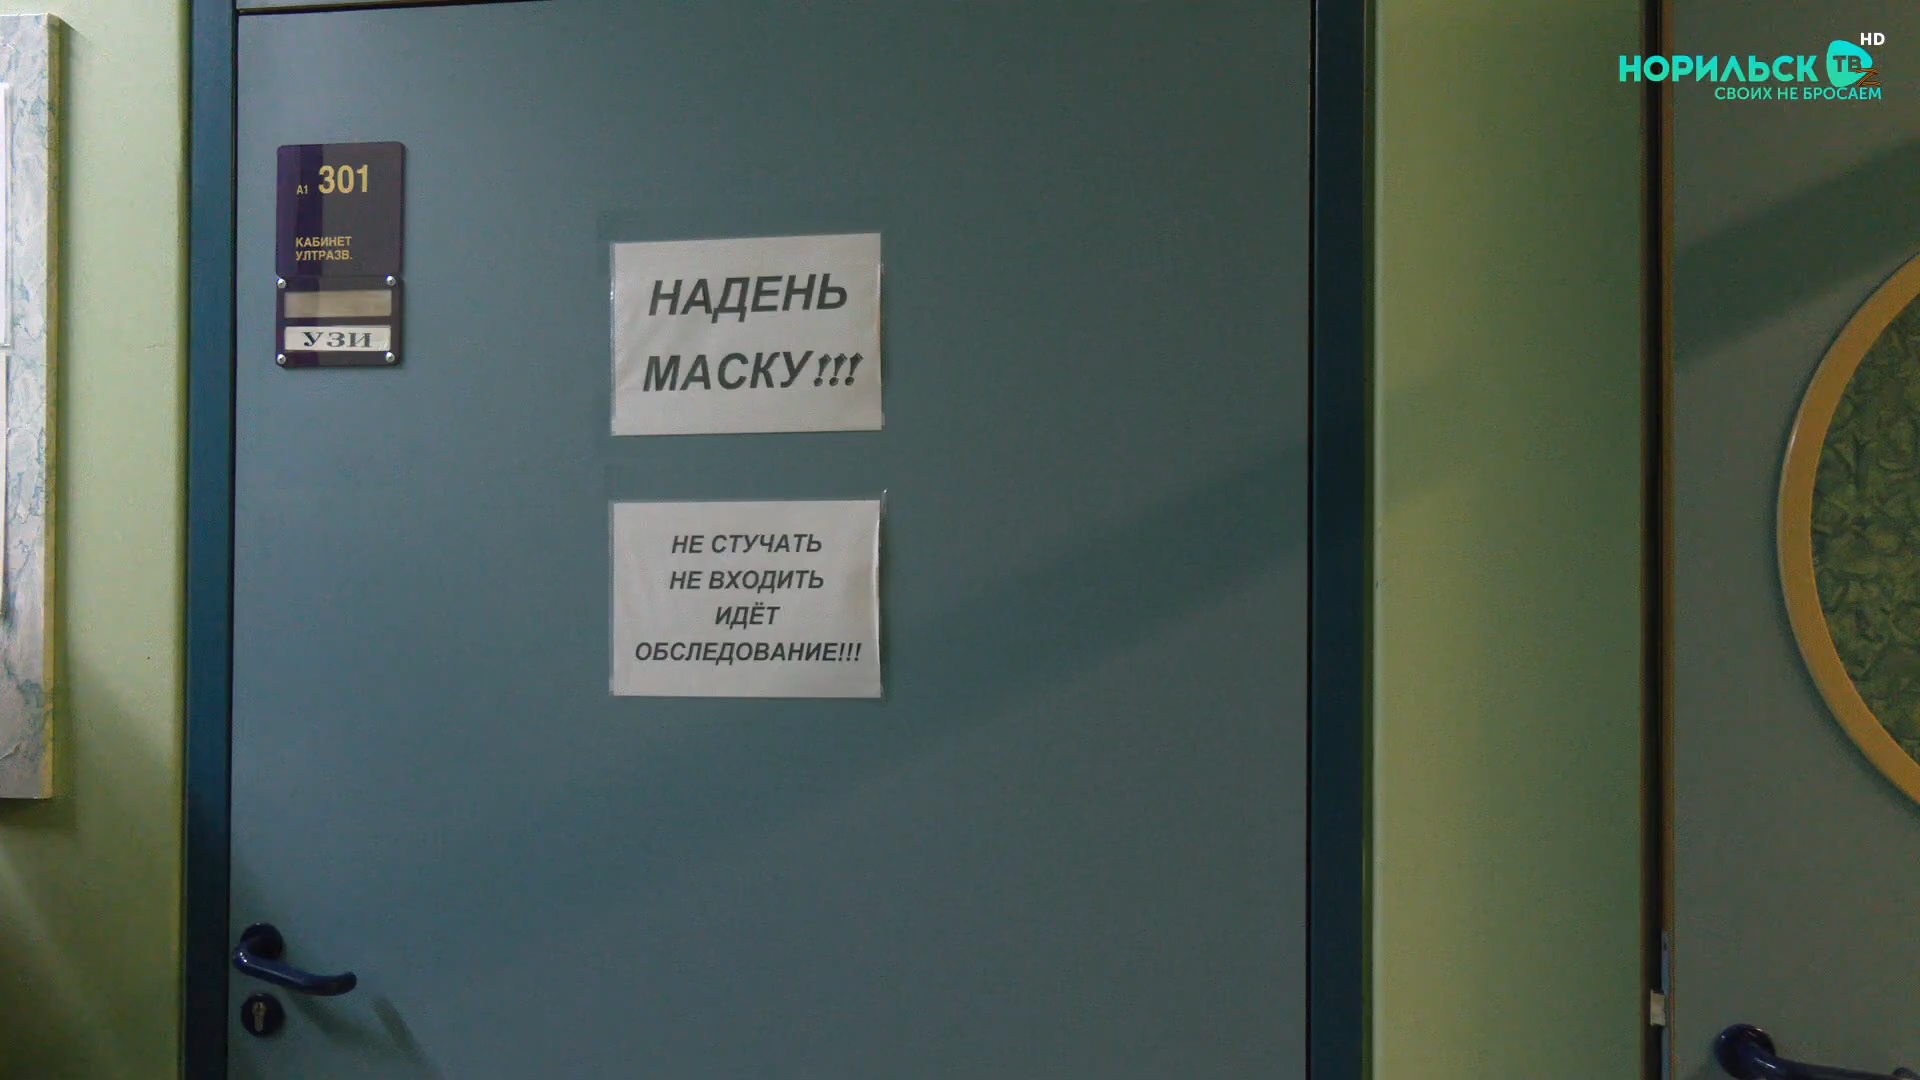 HD
НОРИЛЬСК ТВ
СВОИХ НЕ БРОСАЕМ
А1 301
КАБИНЕТ
УЛТРАЗВ.
УЗИ
НАДЕНЬ
МАСКУ!!!
НЕ СТУЧАТЬ
НЕ ВХОДИТЬ
ИДЁТ
ОБСЛЕДОВАНИЕ!!!